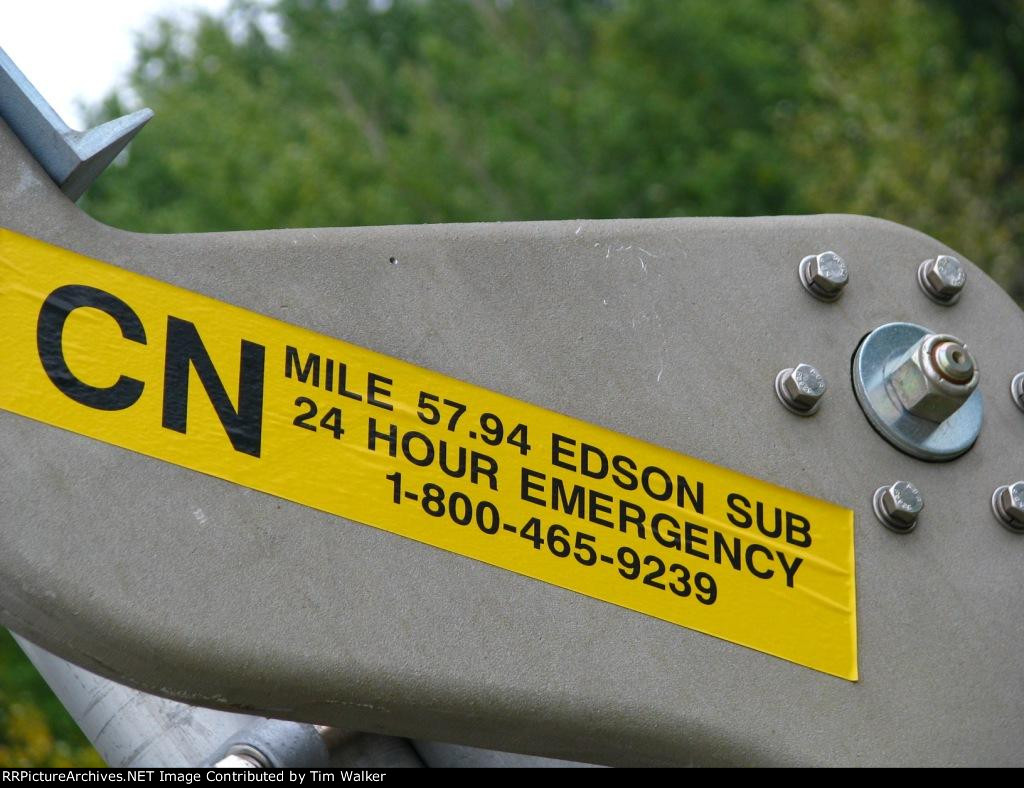 CN
MILE 57.94 EDSON SUB
24 HOUR EMERGENCY
1-800-465-9239
RRPictureArchives.NET Image Contributed by Tim Walker